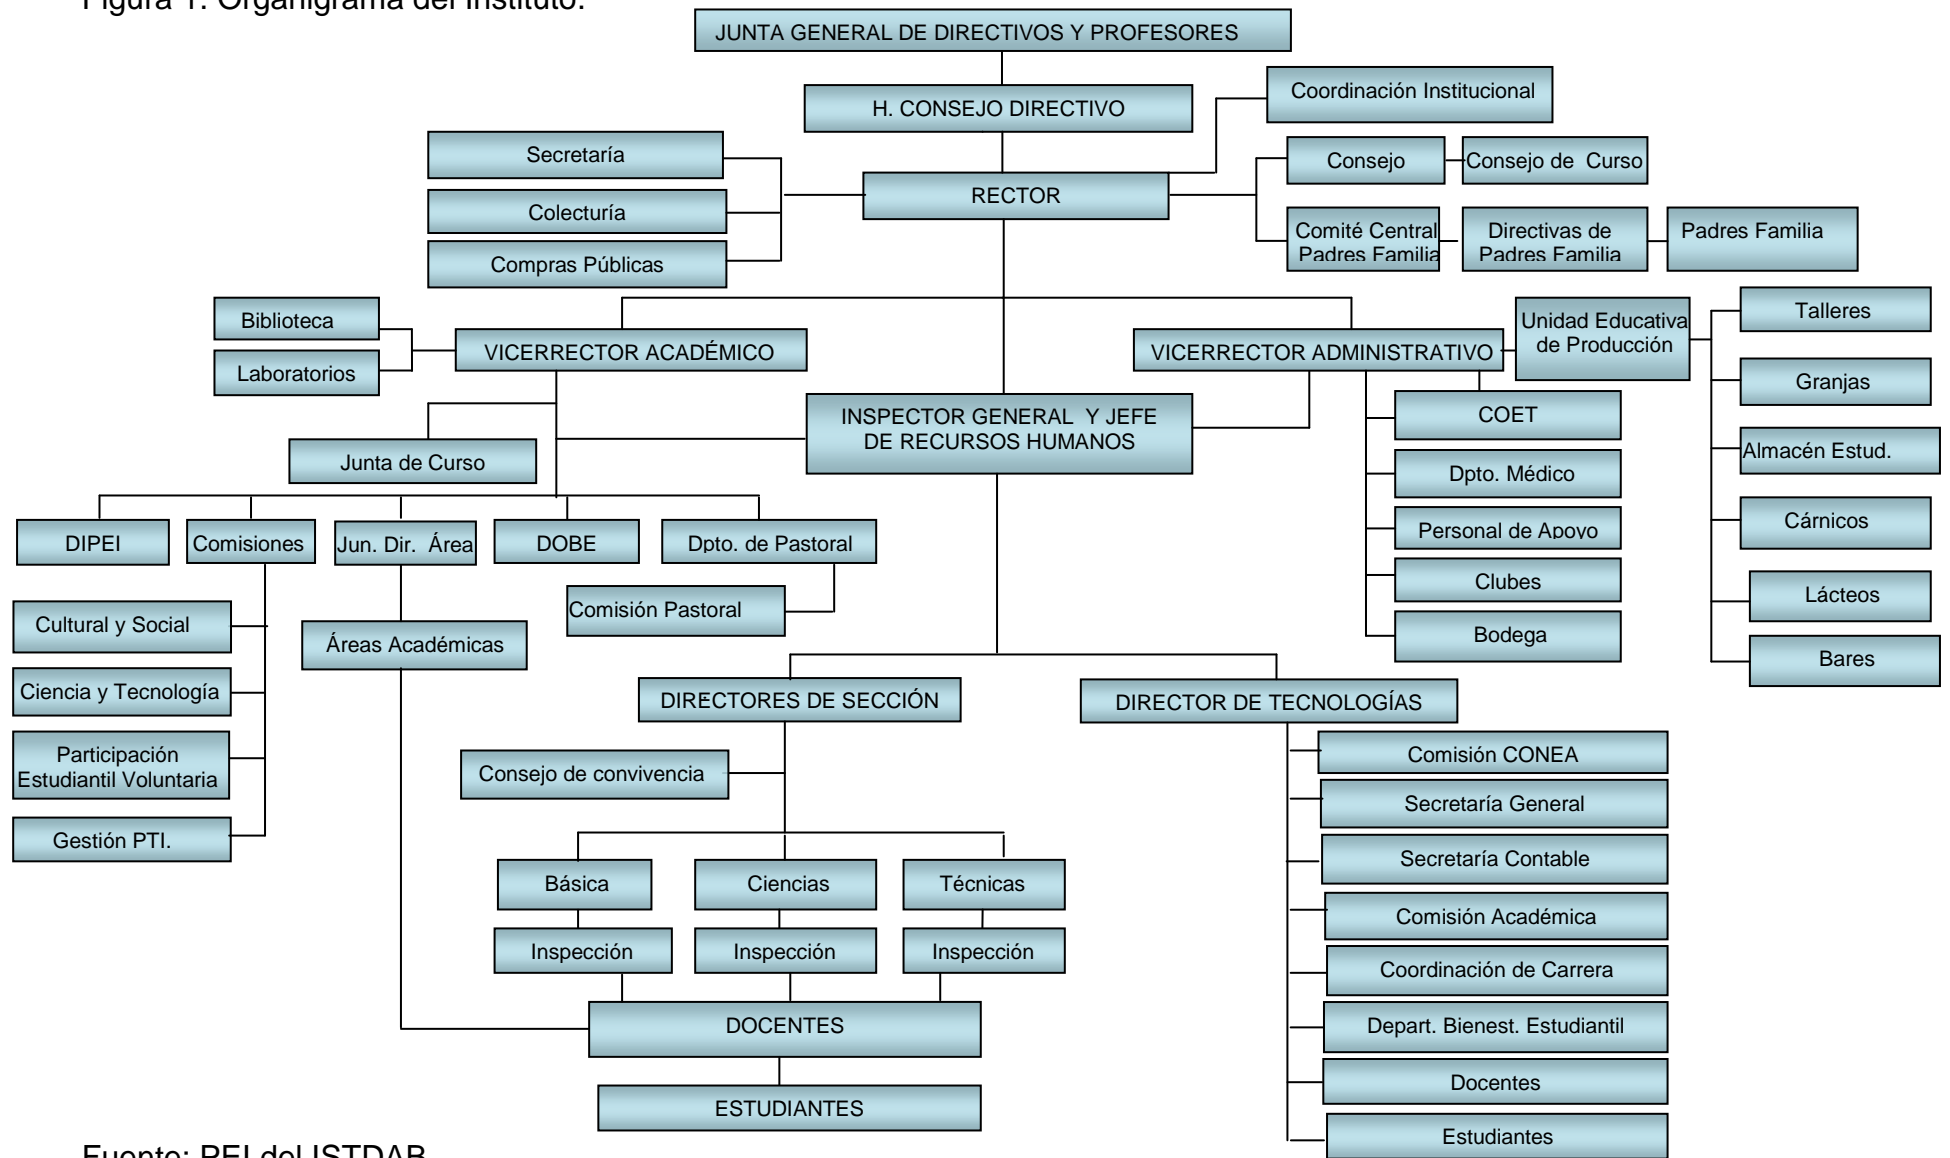 Figura 1. Organigrama del Instituto.
JUNTA GENERAL DE DIRECTIVOS Y PROFESORES
H. CONSEJO DIRECTIVO
Coordinación Institucional
Secretaría
Colecturía
Compras Públicas
RECTOR
Consejo
Consejo de Curso
Comité Central
Padres Familia
Directivas de
Padres Familia
Padres Familia
Biblioteca
Laboratorios
VICERRECTOR ACADÉMICO
VICERRECTOR ADMINISTRATIVO
Unidad Educativa
de Producción
Talleres
Granjas
Almacén Estud.
Cárnicos
Lácteos
Bares
INSPECTOR GENERAL Y JEFE
DE RECURSOS HUMANOS
COET
Dpto. Médico
Personal de Apoyo
Clubes
Bodega
Junta de Curso
DIPEI
Comisiones
Jun. Dir. Área
DOBE
Dpto. de Pastoral
Comisión Pastoral
Cultural y Social
Ciencia y Tecnología
Participación
Estudiantil Voluntaria
Gestión PTI.
Áreas Académicas
DIRECTORES DE SECCIÓN
DIRECTOR DE TECNOLOGÍAS
Consejo de convivencia
Básica
Ciencias
Técnicas
Inspección
Inspección
Inspección
DOCENTES
ESTUDIANTES
Comisión CONEA
Secretaría General
Secretaría Contable
Comisión Académica
Coordinación de Carrera
Depart. Bienest. Estudiantil
Docentes
Estudiantes
Fuente: PEI del ISTDAB